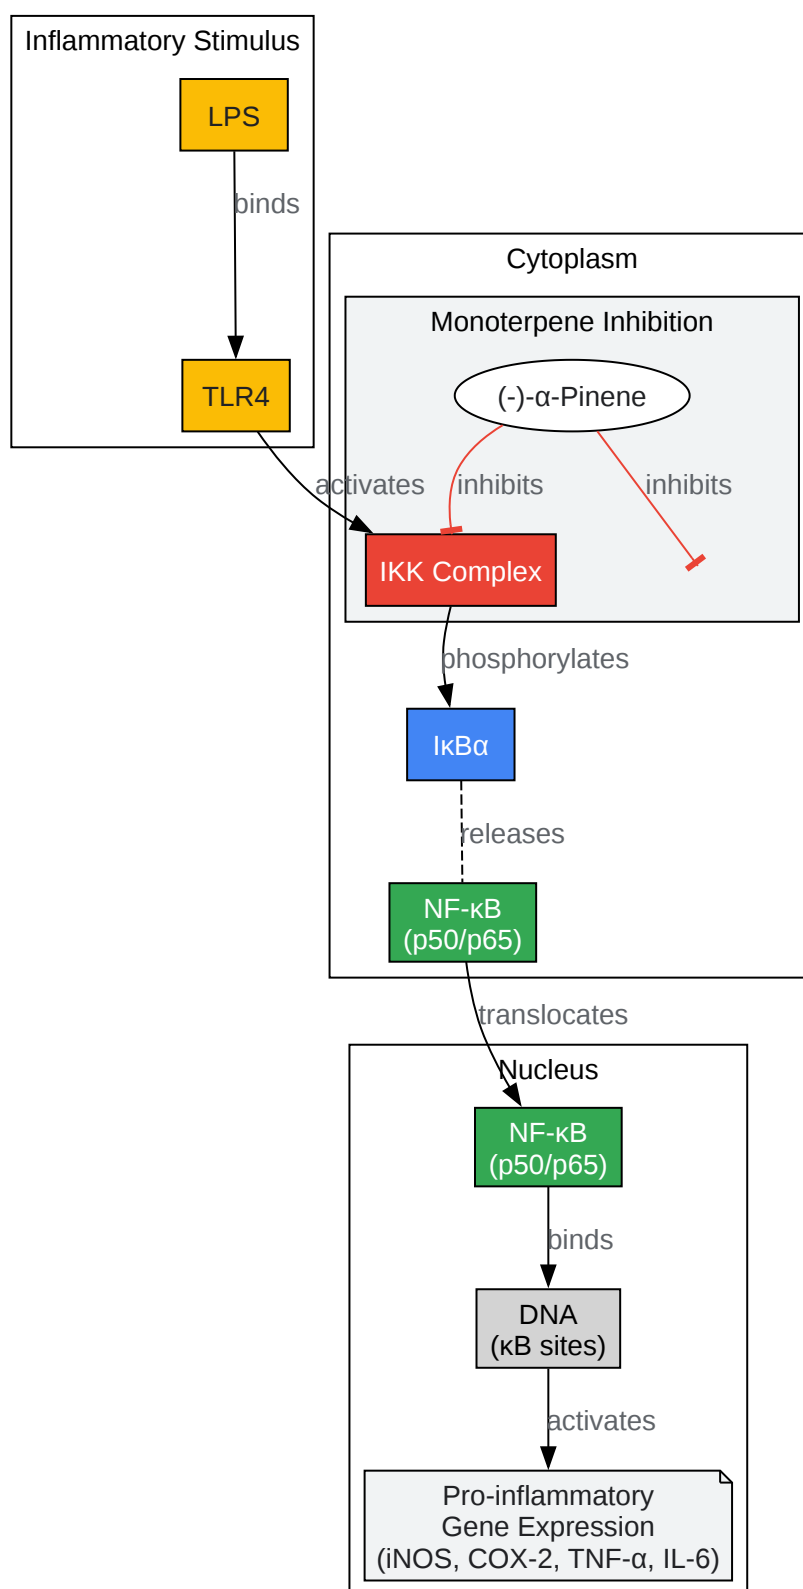 Inflammatory Stimulus
LPS
binds
TLR4
activates
Cytoplasm
Monoterpene Inhibition
(-)-α-Pinene
inhibits
inhibits
IKK Complex
phosphorylates
IκBα
releases
NF-κB
(p50/p65)
translocates
Nucleus
NF-κB
(p50/p65)
binds
DNA
(κB sites)
activates
Pro-inflammatory
Gene Expression
(iNOS, COX-2, TNF-α, IL-6)